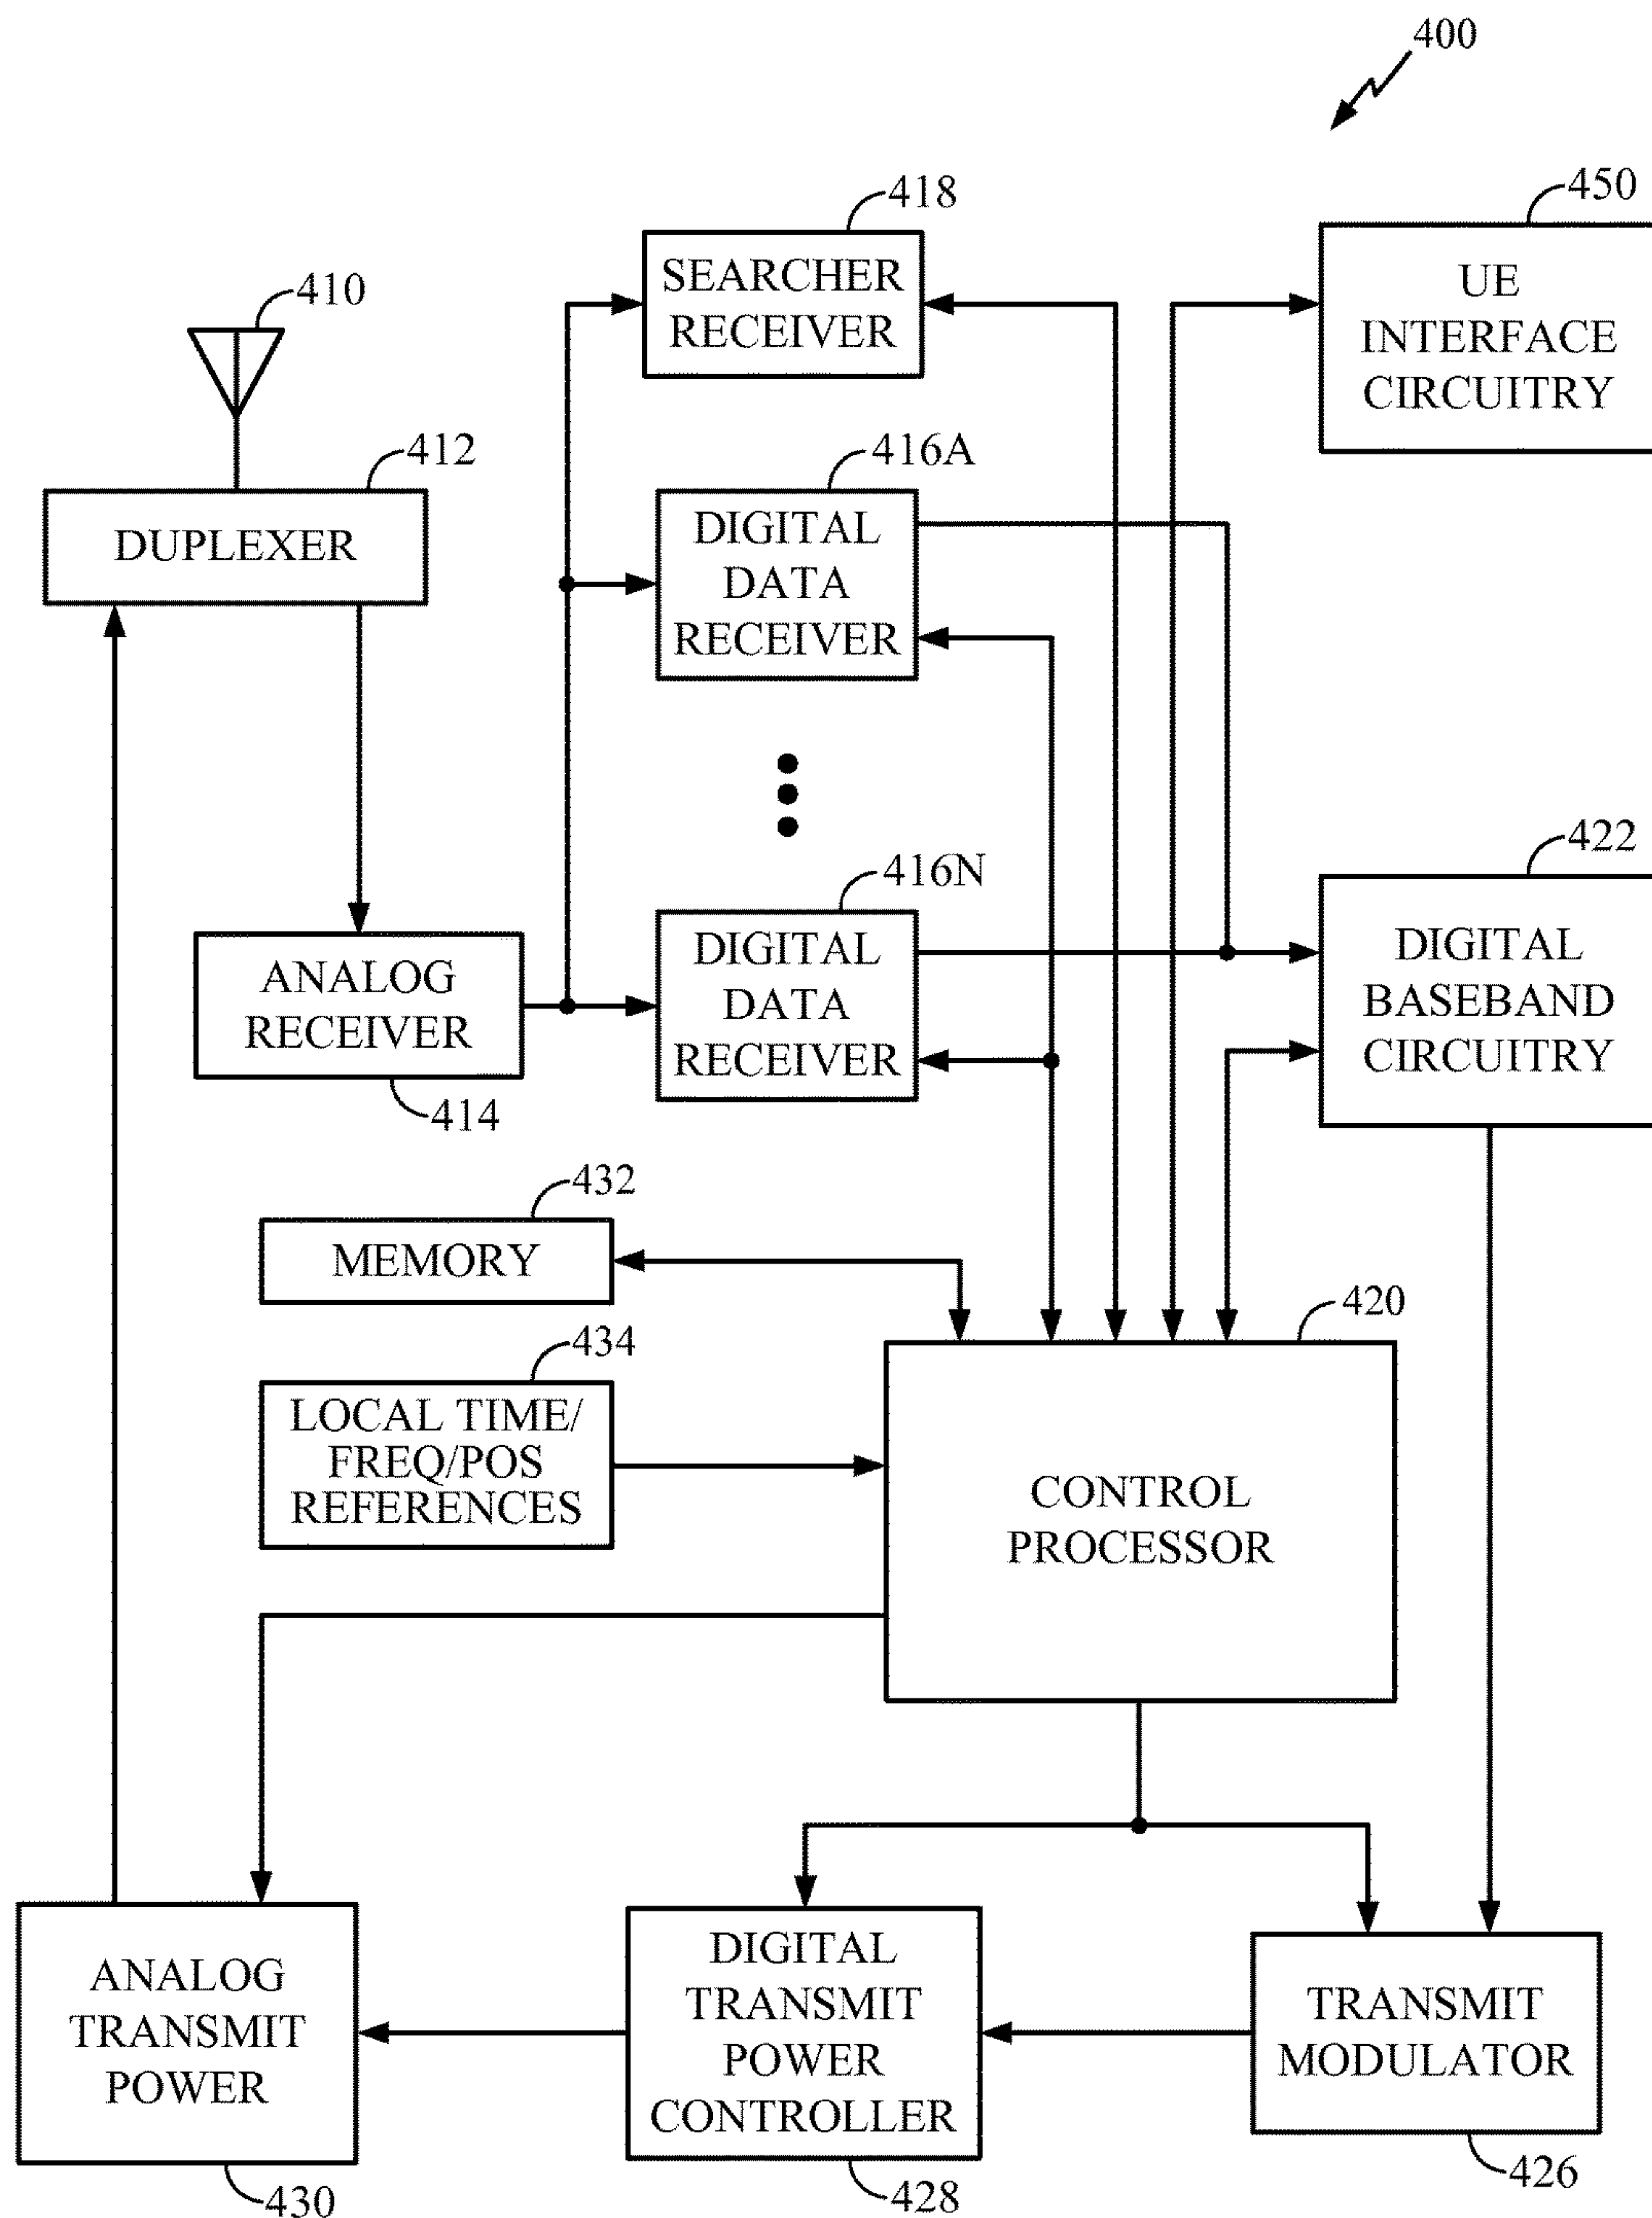 400
418
SEARCHER
RECEIVER
450
UE
INTERFACE
CIRCUITRY
410
412
DUPLEXER
416A
DIGITAL
DATA
RECEIVER
416N
DIGITAL
DATA
RECEIVER
422
DIGITAL
BASEBAND
CIRCUITRY
ANALOG
RECEIVER
414
432
MEMORY
434
LOCAL TIME/
FREQ/POS
REFERENCES
420
CONTROL
PROCESSOR
ANALOG
TRANSMIT
POWER
430
DIGITAL
TRANSMIT
POWER
CONTROLLER
428
TRANSMIT
MODULATOR
426